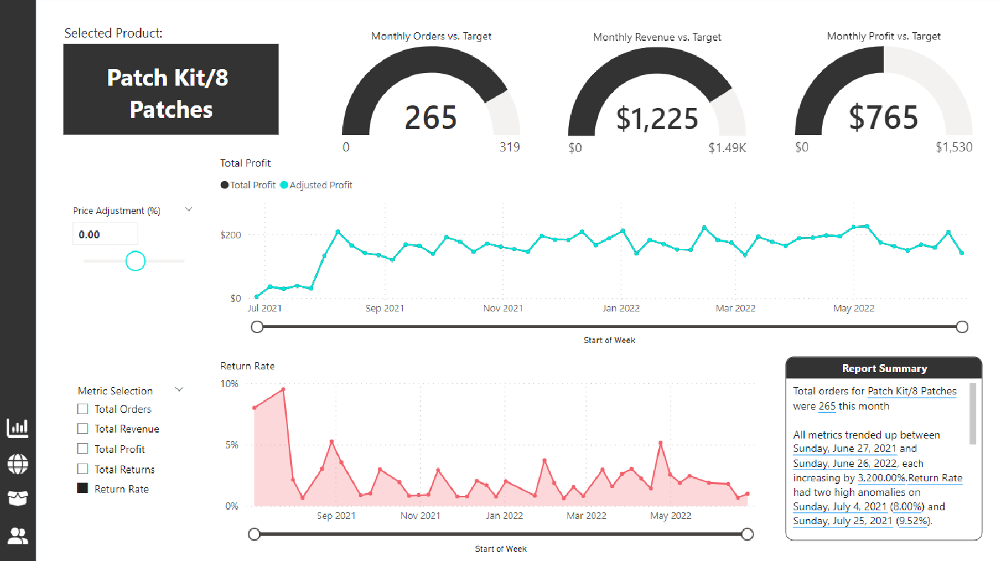 Selected Product:
Patch Kit/8
Patches
Monthly Orders vs. Target
265
0
319
Monthly Revenue vs. Target
$1,225
$0
$1.49K
Monthly Profit vs. Target
$765
$0
$1,530
Total Profit
Total Profit Adjusted Profit
Price Adjustment (%)
0.00
$200
$0
Jul 2021 Sep 2021 Nov 2021 Jan 2022 Mar 2022 May 2022
Start of Week
Metric Selection
Total Orders
Total Revenue
Total Profit
Total Returns
Return Rate
Return Rate
10%
5%
0%
Sep 2021 Nov 2021 Jan 2022 Mar 2022 May 2022
Start of Week
Report Summary
Total orders for Patch Kit/8 Patches
were 265 this month
All metrics trended up between
Sunday, June 27, 2021 and
Sunday, June 26, 2022, each
increasing by 3,200.00%.Return Rate
had two high anomalies on
Sunday, July 4, 2021 (8.00%) and
Sunday, July 25, 2021 (9.52%).